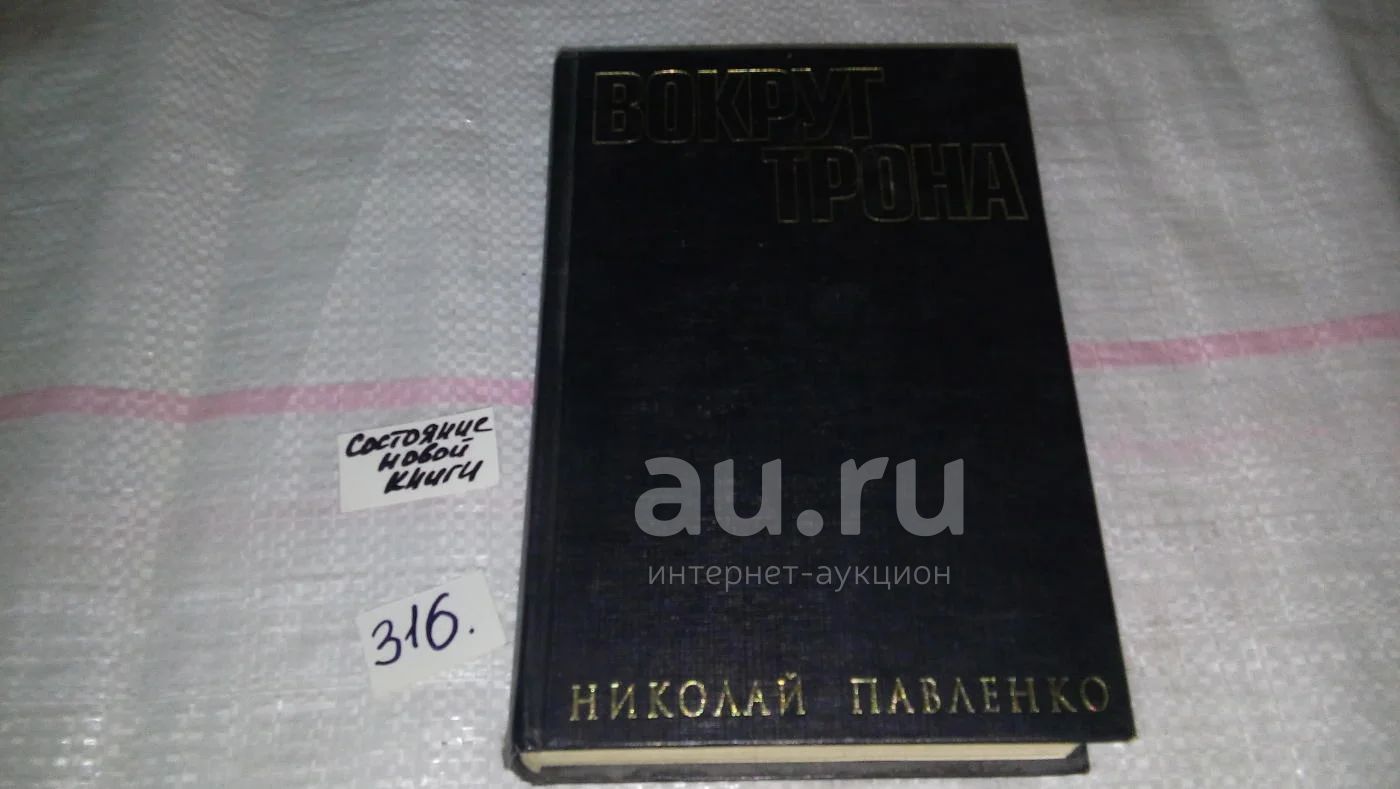 ВОКРУГ
ТРОНА
Состояние
новой
книги
au.ru
интернет-аукцион
316.
НИКОЛАЙ ПАВЛЕНКО